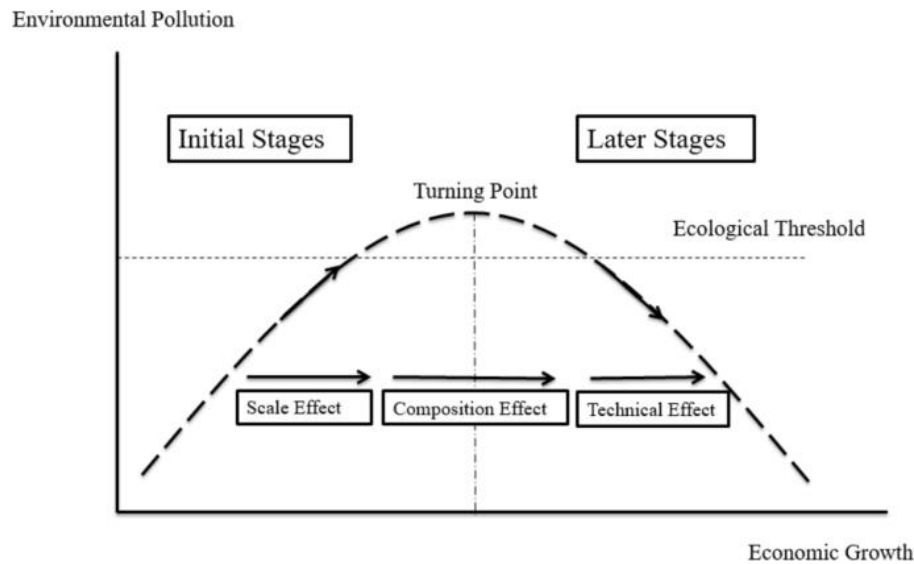 Environmental Pollution
Initial Stages
Later Stages
Turning Point
Ecological Threshold
Scale Effect
Composition Effect
Technical Effect
Economic Growth